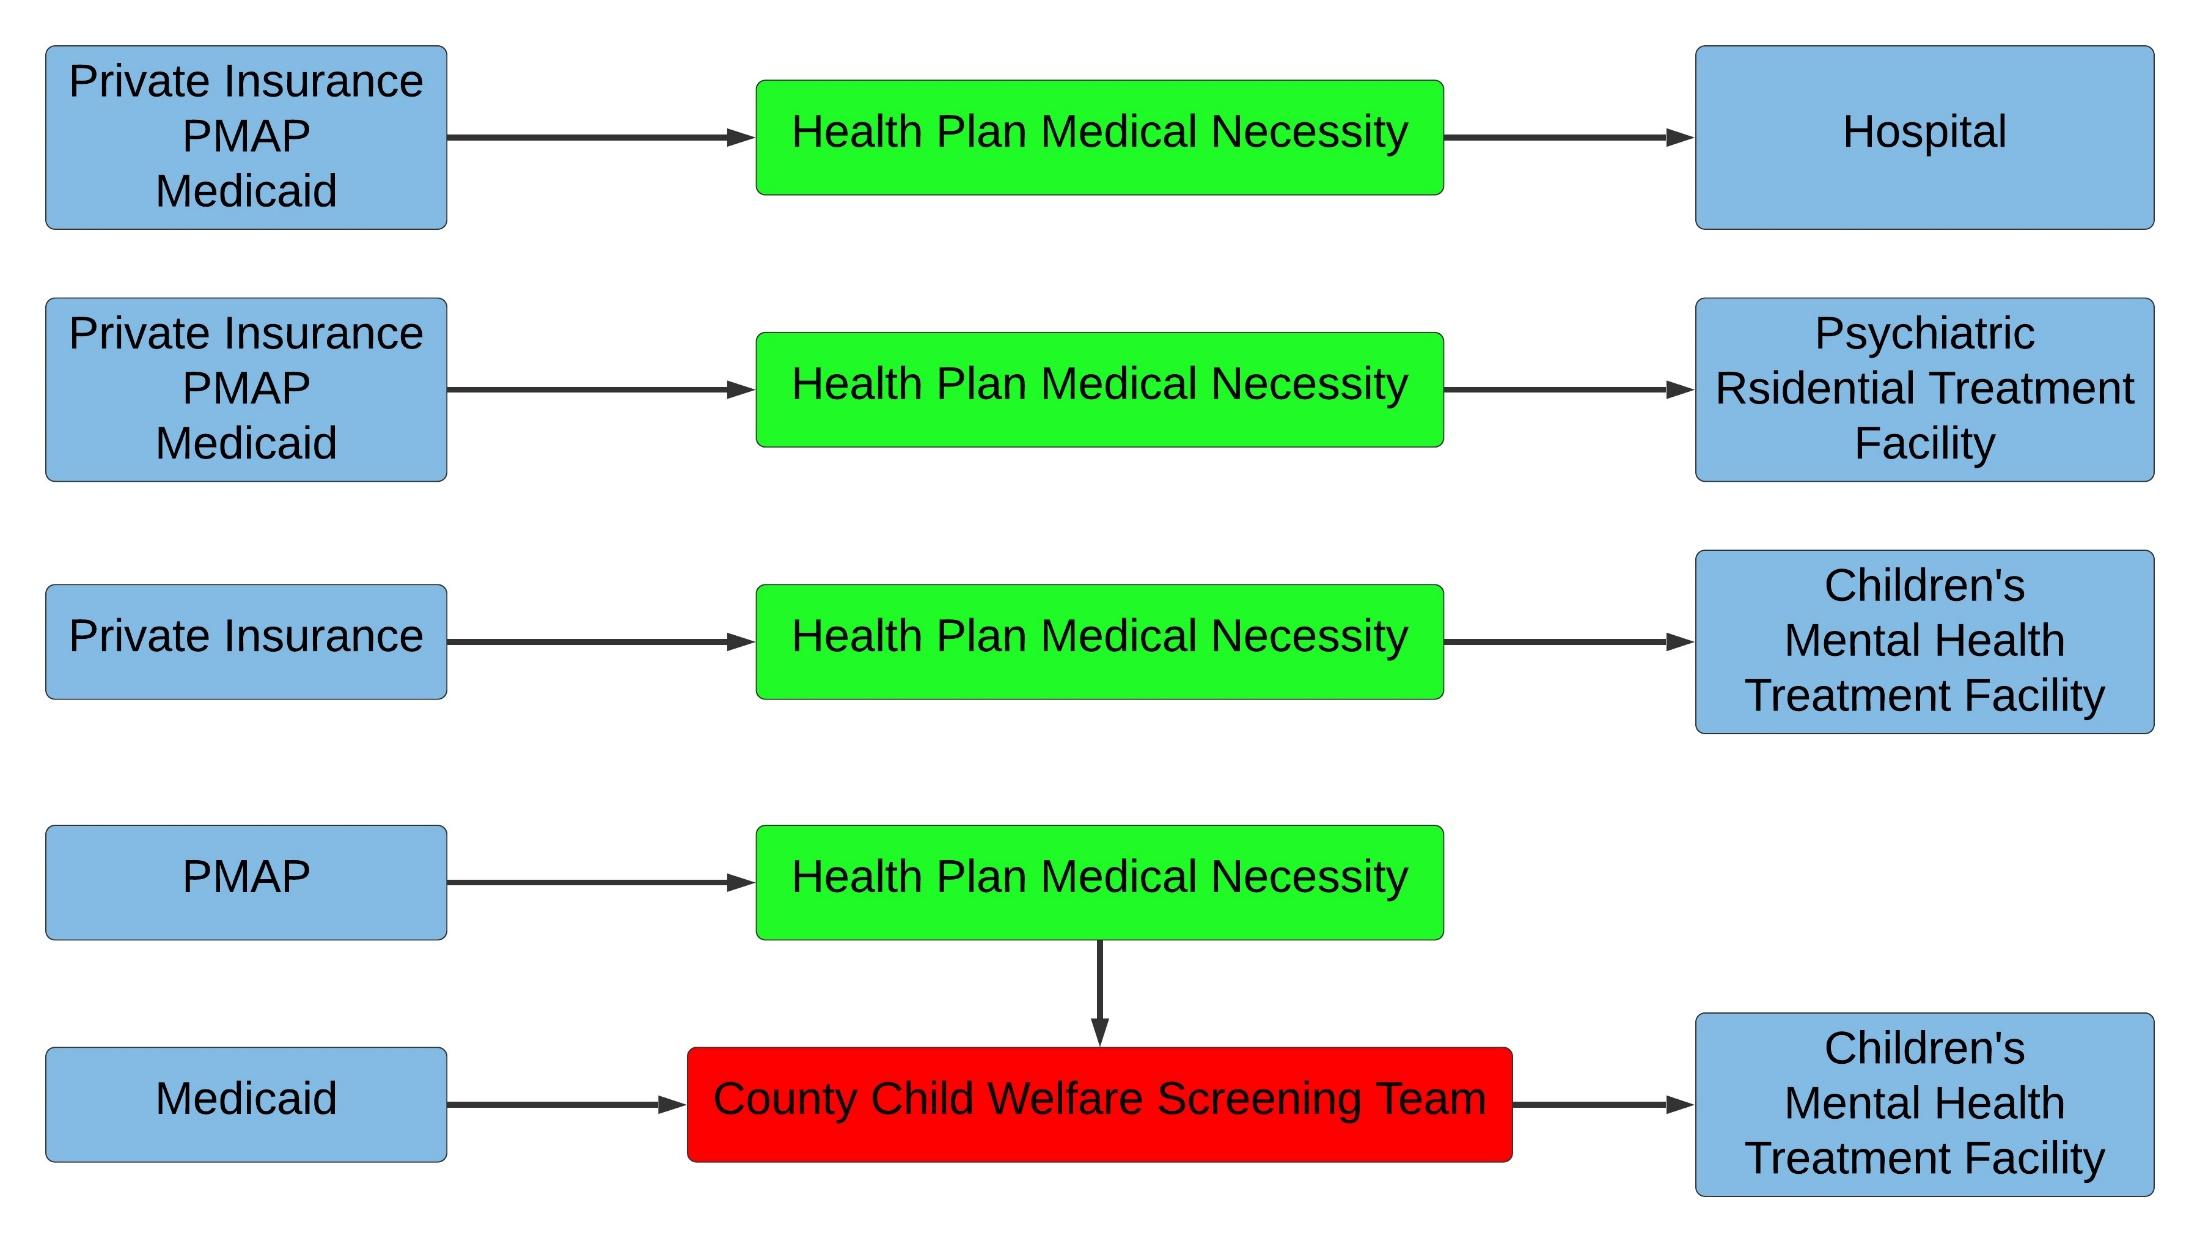 Private Insurance
PMAP
Medicaid
Health Plan Medical Necessity
Hospital
Private Insurance
PMAP
Medicaid
Health Plan Medical Necessity
Psychiatric
Rsidential Treatment
Facility
Private Insurance
Health Plan Medical Necessity
Children's
Mental Health
Treatment Facility
PMAP
Health Plan Medical Necessity
Medicaid
County Child Welfare Screening Team
Children's
Mental Health
Treatment Facility